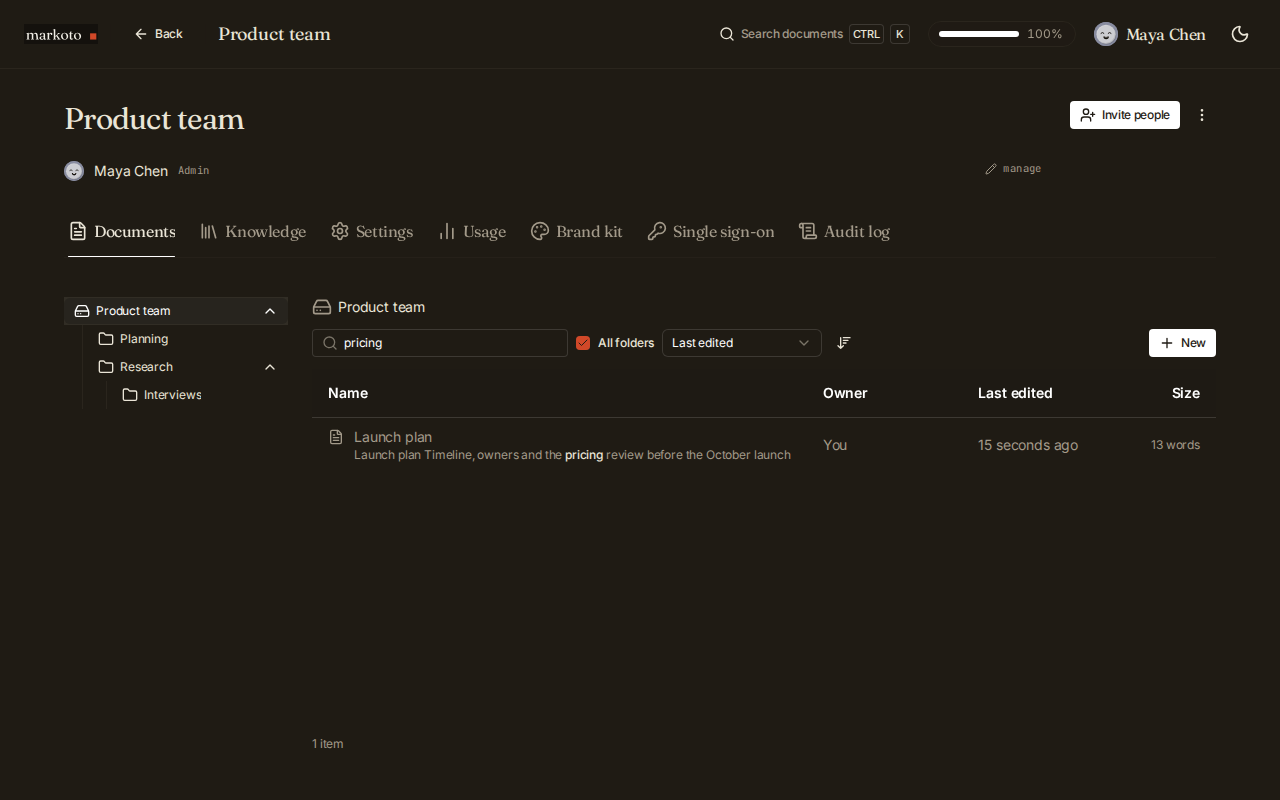 markoto
Back
Product team
Search documents CTRL K
100%
Maya Chen
Product team
Invite people
Maya Chen Admin
manage
Documents Knowledge Settings Usage Brand kit Single sign-on Audit log
Product team
Planning
Research
Interviews
Product team
pricing All folders Last edited New
Name Owner Last edited Size
Launch plan
Launch plan Timeline, owners and the pricing review before the October launch
You 15 seconds ago 13 words
1 item